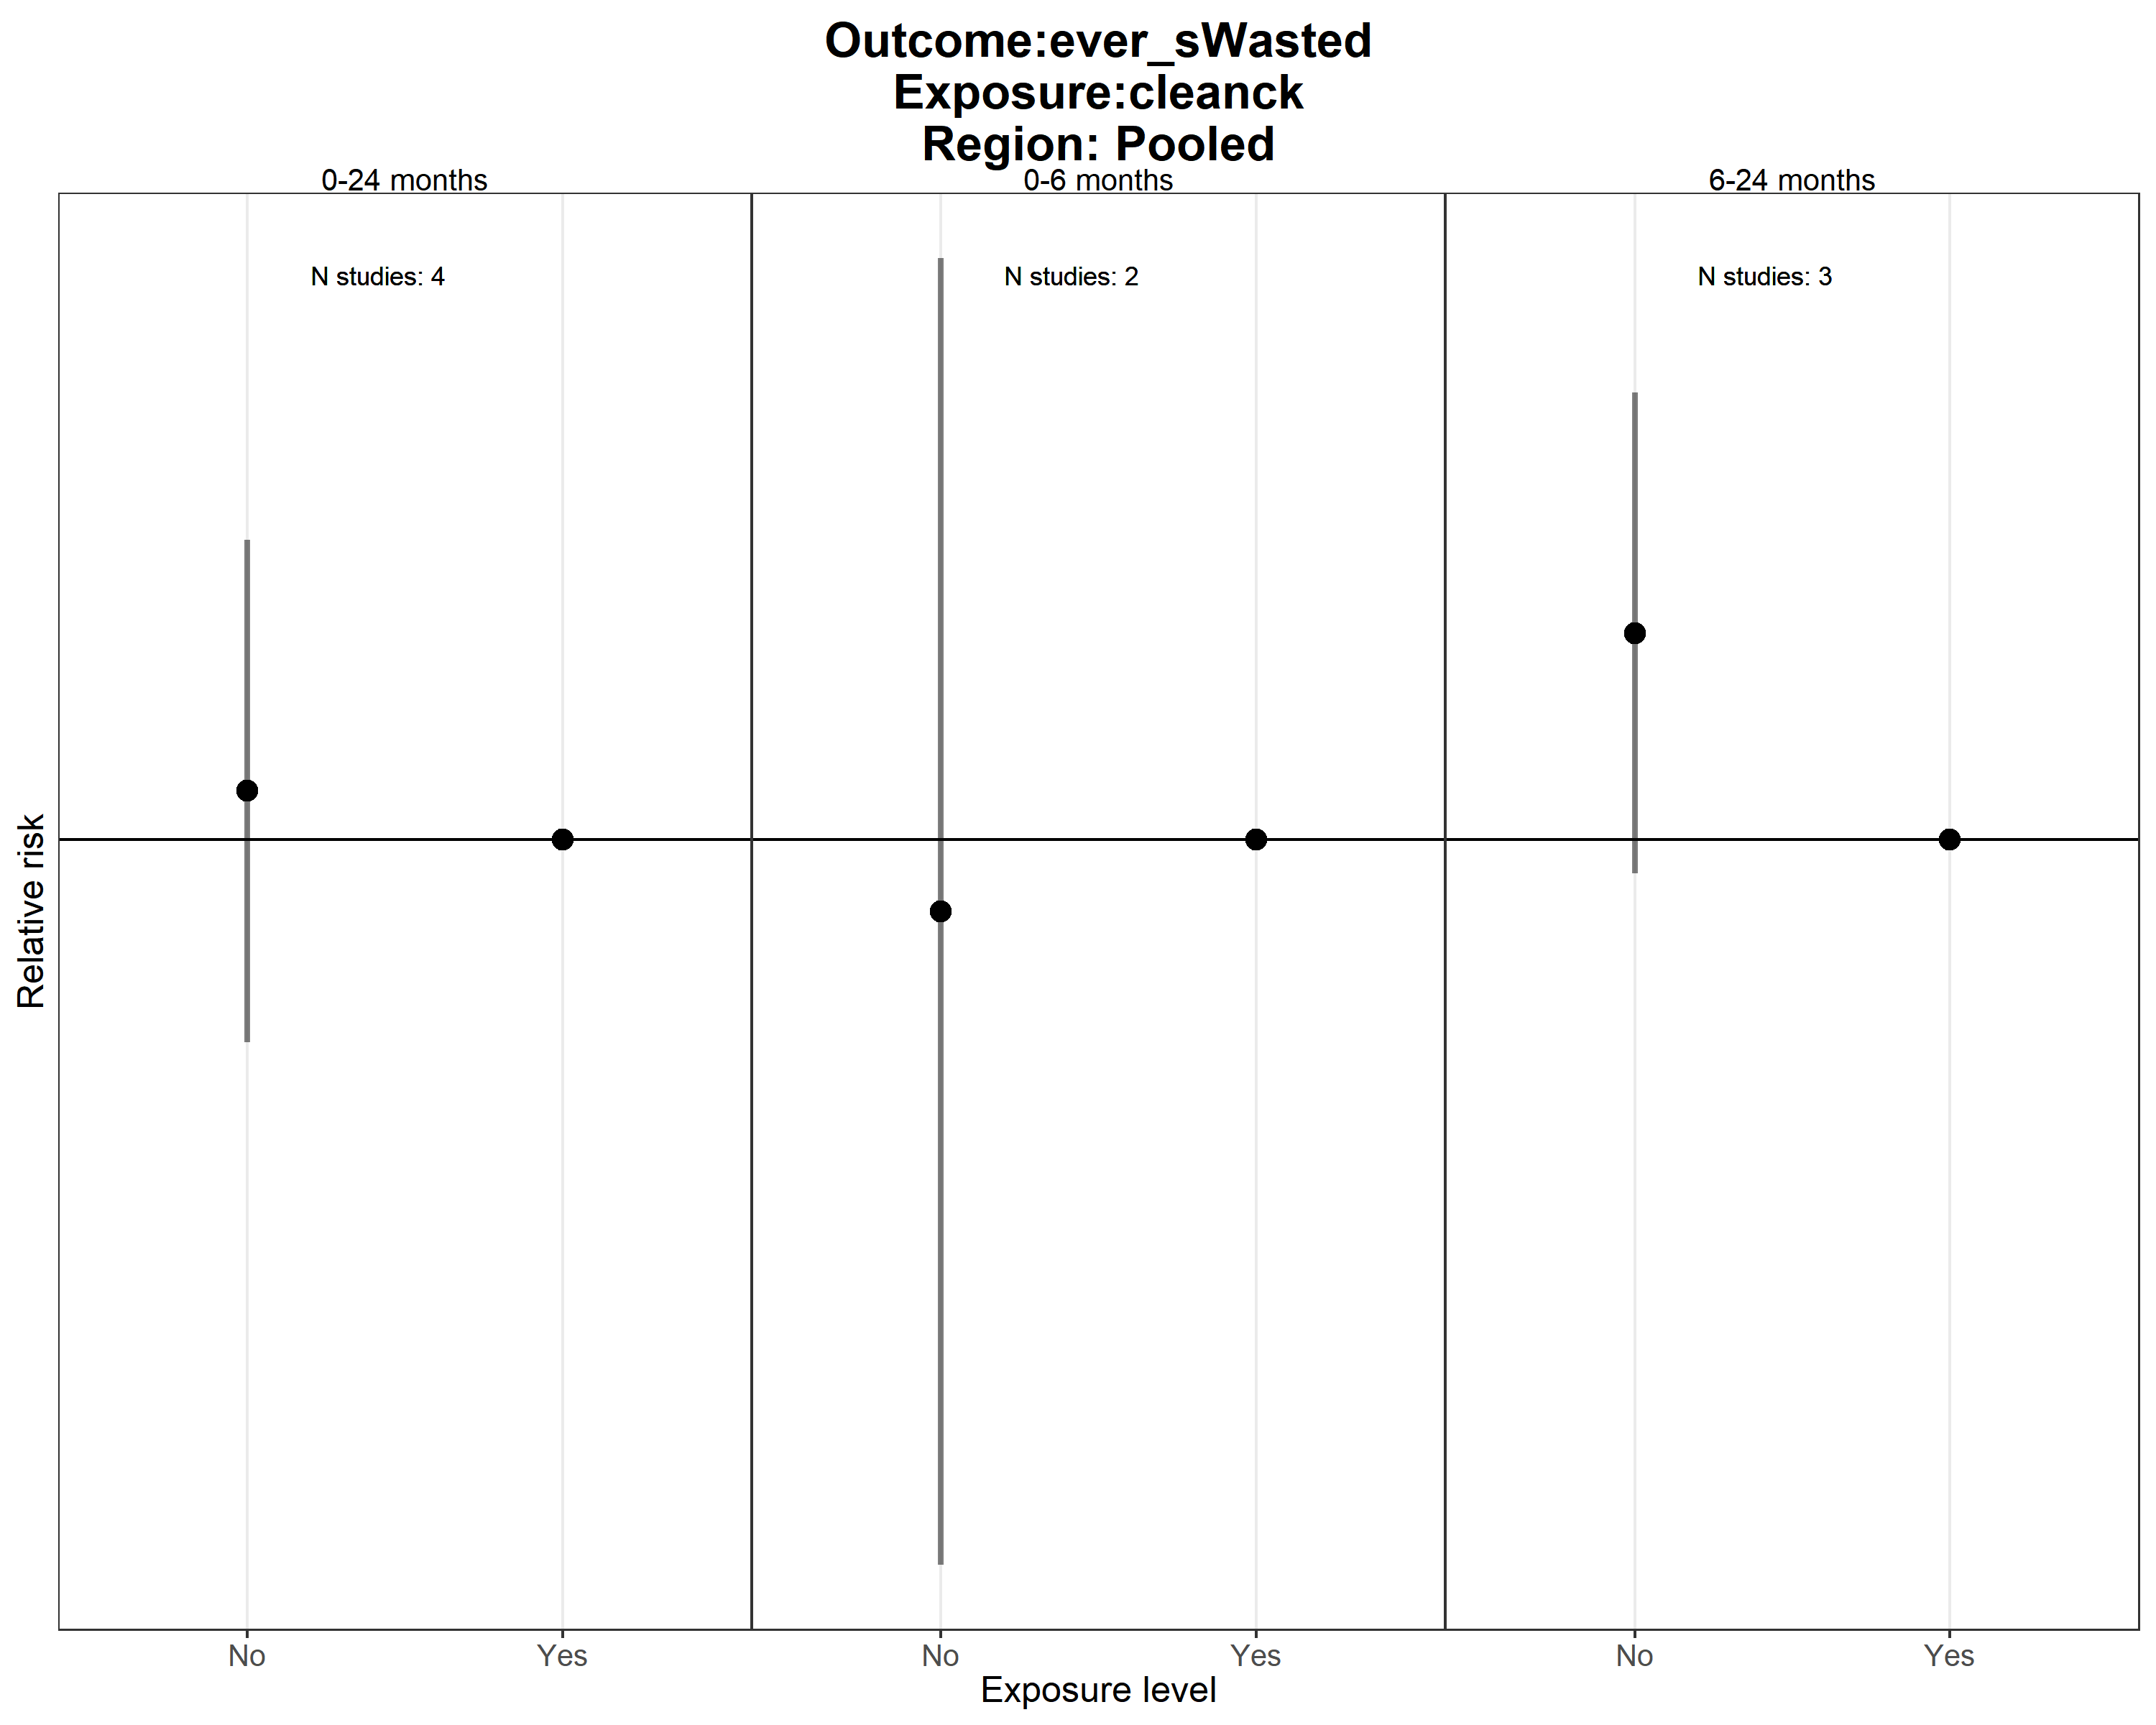 Outcome:ever_sWasted
Exposure:cleanck
Region: Pooled
0-24 months
0-6 months
6-24 months
N studies: 4
N studies: 2
N studies: 3
Relative risk
No
Yes
No
Yes
No
Yes
Exposure level